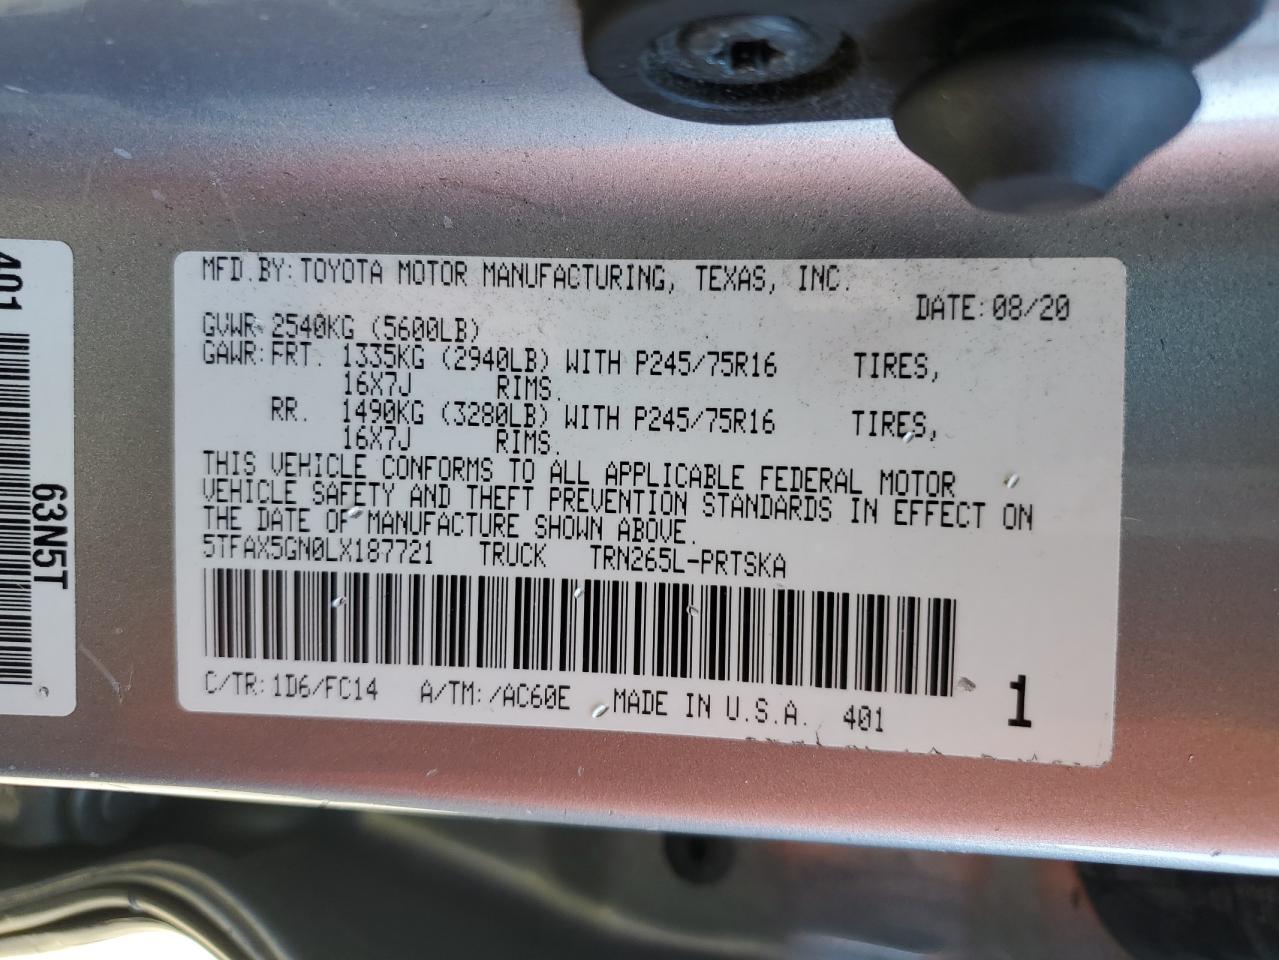 MFD.BY:TOYOTA MOTOR MANUFACTURING, TEXAS, INC.
DATE:08/20
GVWR 2540KG (5600LB)
GAWR:FRT. 1335KG (2940LB) WITH P245/75R16 TIRES,
16X7J RIMS.
RR. 1490KG (3280LB) WITH P245/75R16 TIRES,
16X7J RIMS.
THIS VEHICLE CONFORMS TO ALL APPLICABLE FEDERAL MOTOR
VEHICLE SAFETY AND THEFT PREVENTION STANDARDS IN EFFECT ON
THE DATE OF MANUFACTURE SHOWN ABOVE.
5TFAX5GN0LX187721 TRUCK TRN265L-PRTSKA
C/TR:1D6/FC14 A/TM:/AC60E MADE IN U.S.A. 401
1
401
63N5T